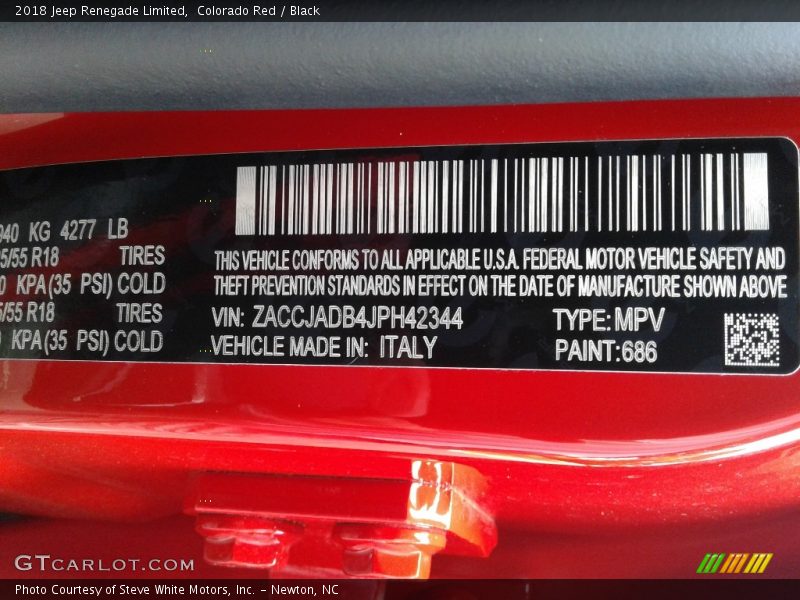 2018 Jeep Renegade Limited,  Colorado Red / Black
KG 4277 LB
R18 TIRES
KPA(35 PSI) COLD
R18 TIRES
KPA(35 PSI) COLD
THIS VEHICLE CONFORMS TO ALL APPLICABLE U.S.A. FEDERAL MOTOR VEHICLE SAFETY AND
THEFT PREVENTION STANDARDS IN EFFECT ON THE DATE OF MANUFACTURE SHOWN ABOVE
VIN: ZACCJADB4JPH42344 TYPE: MPV
VEHICLE MADE IN: ITALY PAINT:686
GTCARLOT.COM
Photo Courtesy of Steve White Motors, Inc. – Newton, NC